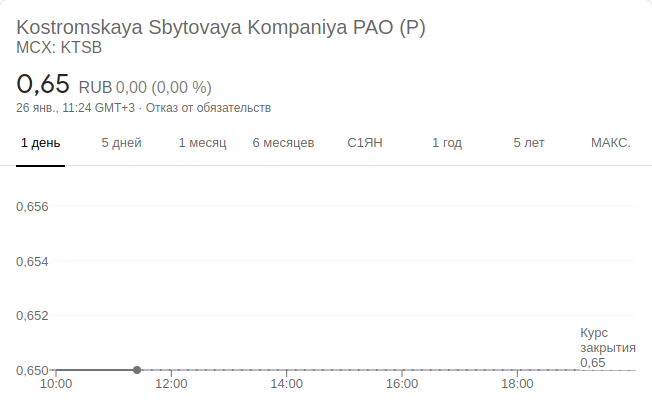 Kostromskaya Sbytovaya Kompaniya PAO (P)
MCX: KTSB
0,65 RUB 0,00 (0,00 %)
26 янв., 11:24 GMT+3 · Отказ от обязательств
1 день 5 дней 1 месяц 6 месяцев С1ЯН 1 год 5 лет МАКС.
0,656
0,654
0,652
Курс
закрытия
0,65
0,650
10:00 12:00 14:00 16:00 18:00